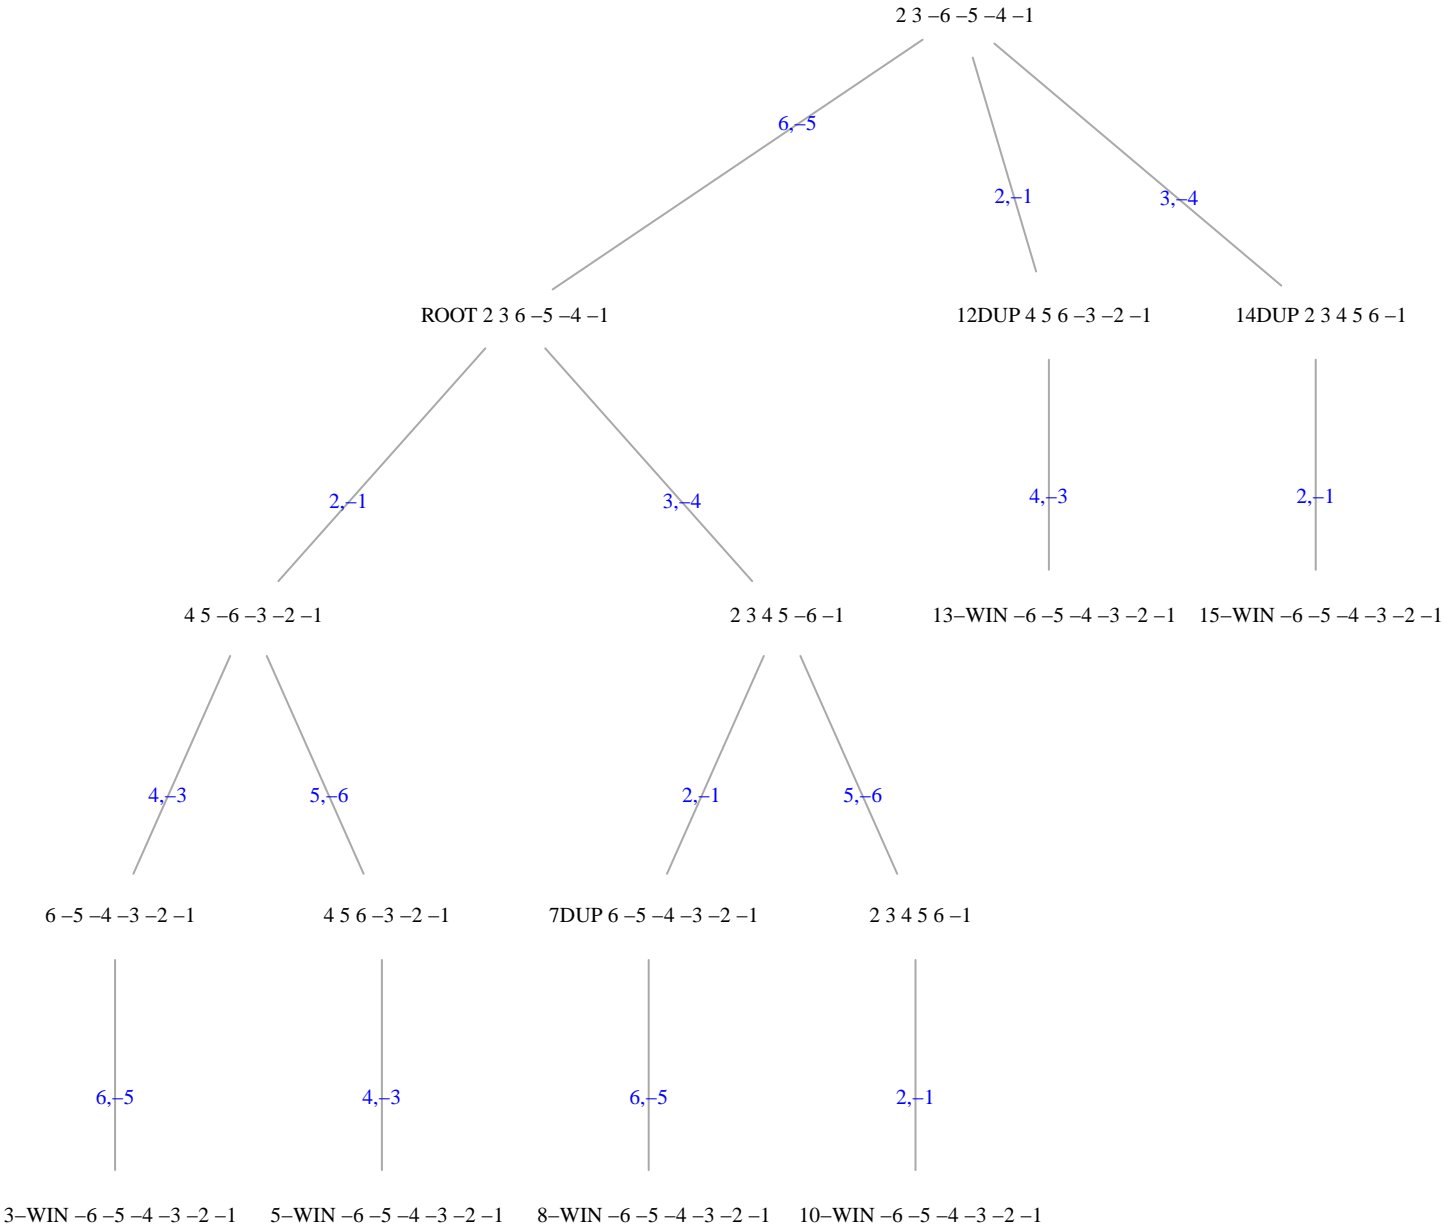 2 3 –6 –5 –4 –1
6,–5
2,–1
3,–4
ROOT 2 3 6 –5 –4 –1
12DUP 4 5 6 –3 –2 –1
14DUP 2 3 4 5 6 –1
2,–1
3,–4
4,–3
2,–1
4 5 –6 –3 –2 –1
2 3 4 5 –6 –1
13–WIN –6 –5 –4 –3 –2 –1
15–WIN –6 –5 –4 –3 –2 –1
4,–3
5,–6
2,–1
5,–6
6 –5 –4 –3 –2 –1
4 5 6 –3 –2 –1
7DUP 6 –5 –4 –3 –2 –1
2 3 4 5 6 –1
6,–5
4,–3
6,–5
2,–1
3–WIN –6 –5 –4 –3 –2 –1
5–WIN –6 –5 –4 –3 –2 –1
8–WIN –6 –5 –4 –3 –2 –1
10–WIN –6 –5 –4 –3 –2 –1